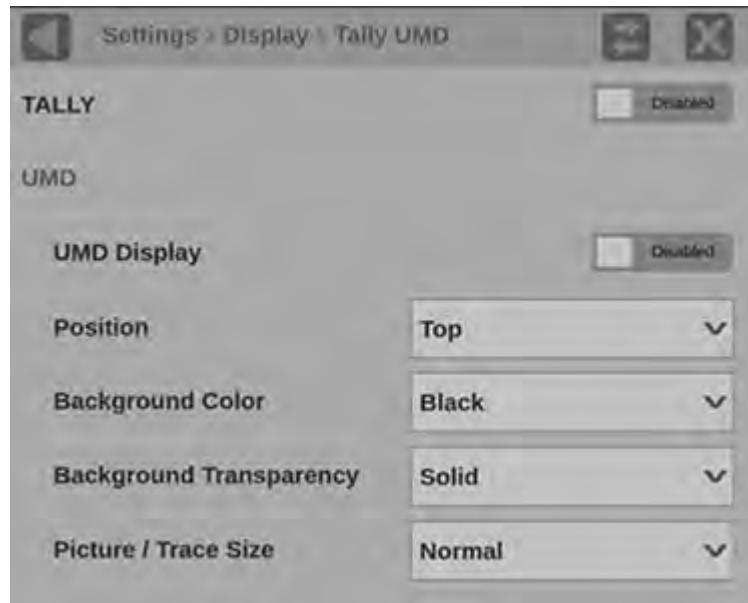 Settings > Display > Tally UMD
TALLY
Disabled
UMD
UMD Display
Disabled
Position
Top
Background Color
Black
Background Transparency
Solid
Picture / Trace Size
Normal